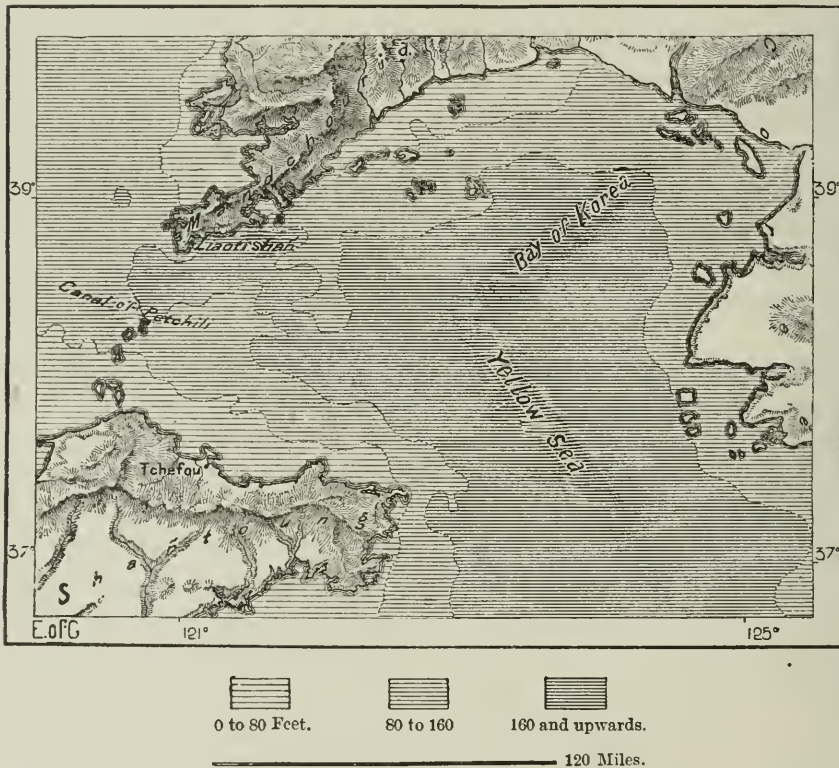 39°
39°
Bay of Korea
Liaotishan
Canal of Petchili
Yellow Sea
Tchefou
Shantoung
37°
37°
E. of G
121°
125°
0 to 80 Feet.
80 to 160
160 and upwards.
120 Miles.